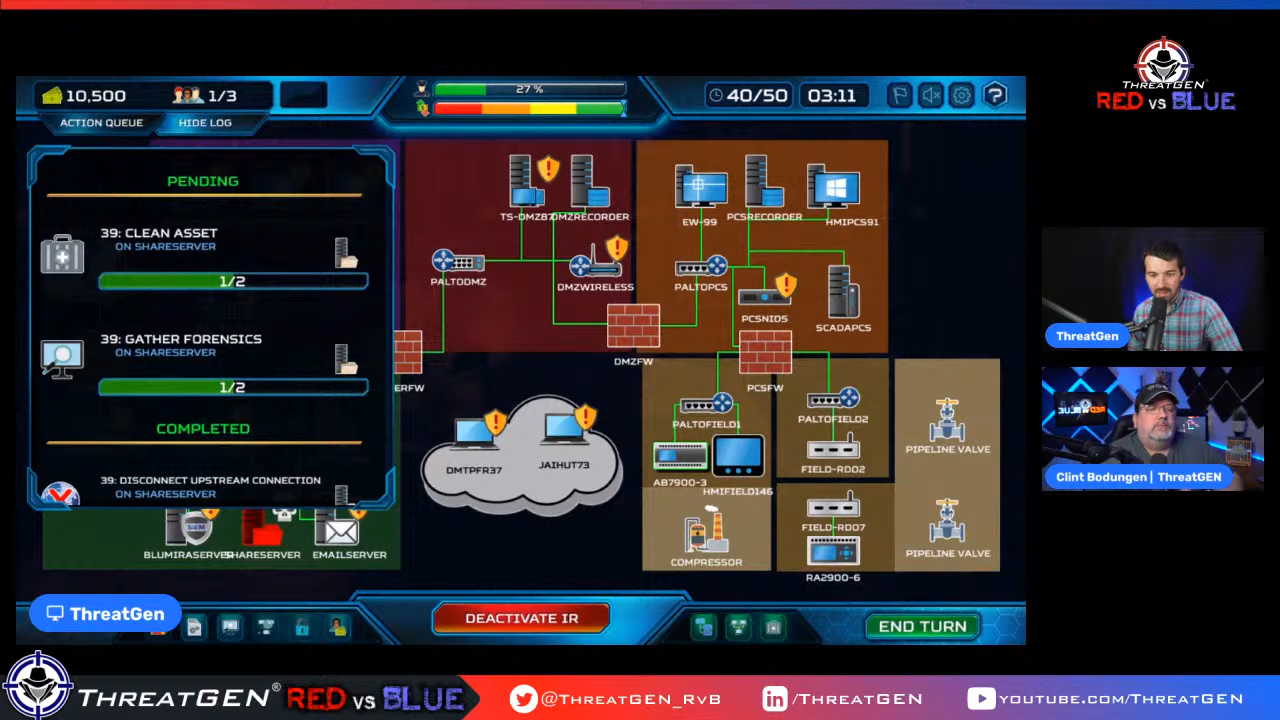 THREATGEN®
RED vs BLUE
10,500
1/3
27 %
40/50
03:11
?
ACTION QUEUE
HIDE LOG
PENDING
39: CLEAN ASSET
ON SHARESERVER
1/2
39: GATHER FORENSICS
ON SHARESERVER
1/2
COMPLETED
39: DISCONNECT UPSTREAM CONNECTION
ON SHARESERVER
TS-DMZ87
DMZRECORDER
PALTODMZ
DMZWIRELESS
DMZFW
ERFW
EW-99
PCSRECORDER
HMIPCS91
PALTOPCS
PCSNIDS
SCADAPCS
PCSFW
DMTPFR37
JAIHUT73
PALTOFIELD1
AB7900-3
HMIFIELD146
COMPRESSOR
PALTOFIELD2
FIELD-RD02
FIELD-RD07
RA2900-6
PIPELINE VALVE
PIPELINE VALVE
SIEM
BLUMIRASERVER
SHARESERVER
EMAILSERVER
ThreatGen
DEACTIVATE IR
END TURN
ThreatGen
Clint Bodungen | ThreatGEN
THREATGEN® RED vs BLUE
@THREATGEN_RVB
/THREATGEN
YOUTUBE.COM/THREATGEN